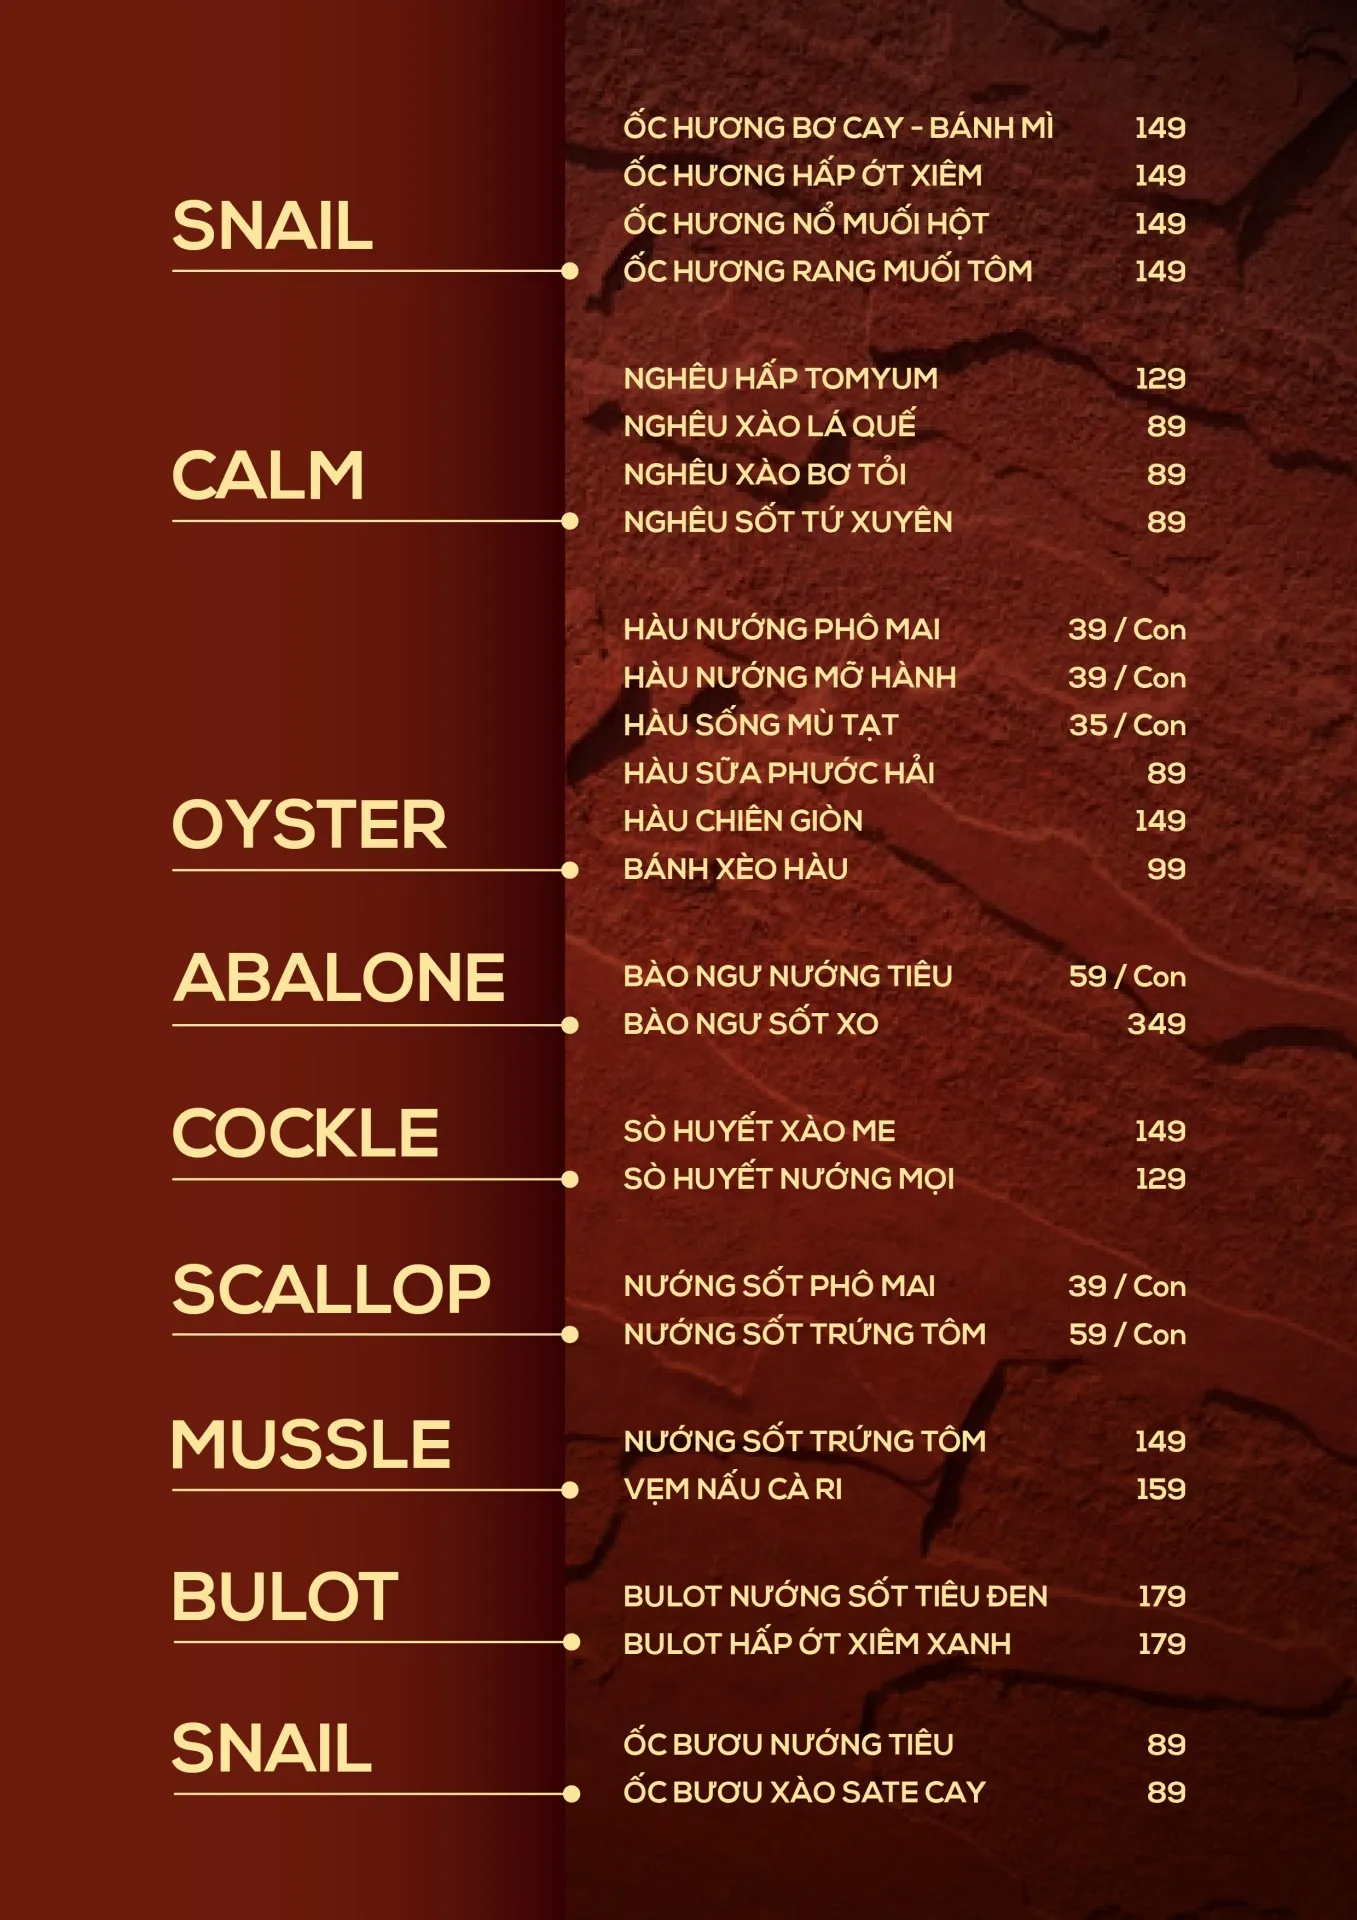 SNAIL
ỐC HƯƠNG BƠ CAY - BÁNH MÌ 149
ỐC HƯƠNG HẤP ỚT XIÊM 149
ỐC HƯƠNG NỔ MUỐI HỘT 149
ỐC HƯƠNG RANG MUỐI TÔM 149
CALM
NGHÊU HẤP TOMYUM 129
NGHÊU XÀO LÁ QUẾ 89
NGHÊU XÀO BƠ TỎI 89
NGHÊU SỐT TỨ XUYÊN 89
OYSTER
HÀU NƯỚNG PHÔ MAI 39 / Con
HÀU NƯỚNG MỠ HÀNH 39 / Con
HÀU SỐNG MÙ TẠT 35 / Con
HÀU SỮA PHƯỚC HẢI 89
HÀU CHIÊN GIÒN 149
BÁNH XÈO HÀU 99
ABALONE
BÀO NGƯ NƯỚNG TIÊU 59 / Con
BÀO NGƯ SỐT XO 349
COCKLE
SÒ HUYẾT XÀO ME 149
SÒ HUYẾT NƯỚNG MỌI 129
SCALLOP
NƯỚNG SỐT PHÔ MAI 39 / Con
NƯỚNG SỐT TRỨNG TÔM 59 / Con
MUSSLE
NƯỚNG SỐT TRỨNG TÔM 149
VẸM NẤU CÀ RI 159
BULOT
BULOT NƯỚNG SỐT TIÊU ĐEN 179
BULOT HẤP ỚT XIÊM XANH 179
SNAIL
ỐC BƯƠU NƯỚNG TIÊU 89
ỐC BƯƠU XÀO SATE CAY 89